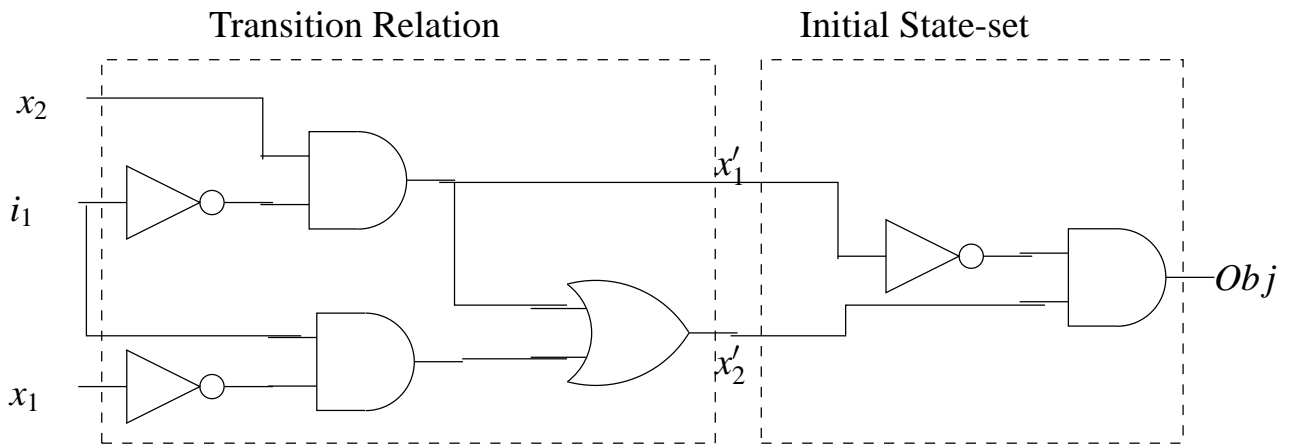 Transition Relation
Initial State-set
x₂
x′₁
i₁
Obj
x′₂
x₁